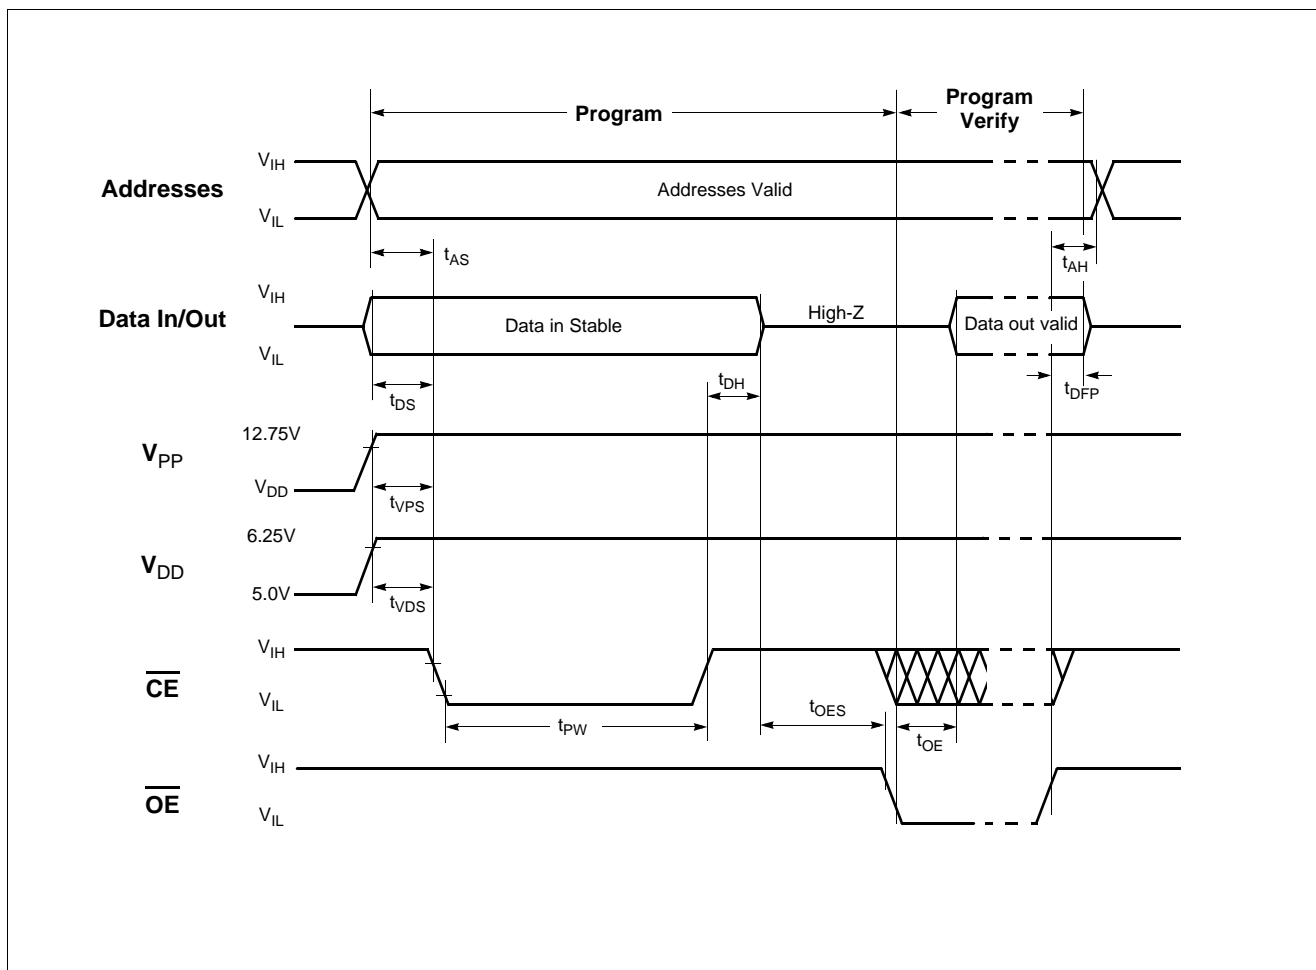 Program
Program
Verify
Addresses
VIH
VIL
Addresses Valid
tAS
tAH
Data In/Out
VIH
VIL
Data in Stable
High-Z
Data out valid
tDS
tDH
tDFP
VPP
12.75V
VDD
tVPS
VDD
6.25V
5.0V
tVDS
CE
VIH
VIL
tPW
tOES
tOE
OE
VIH
VIL